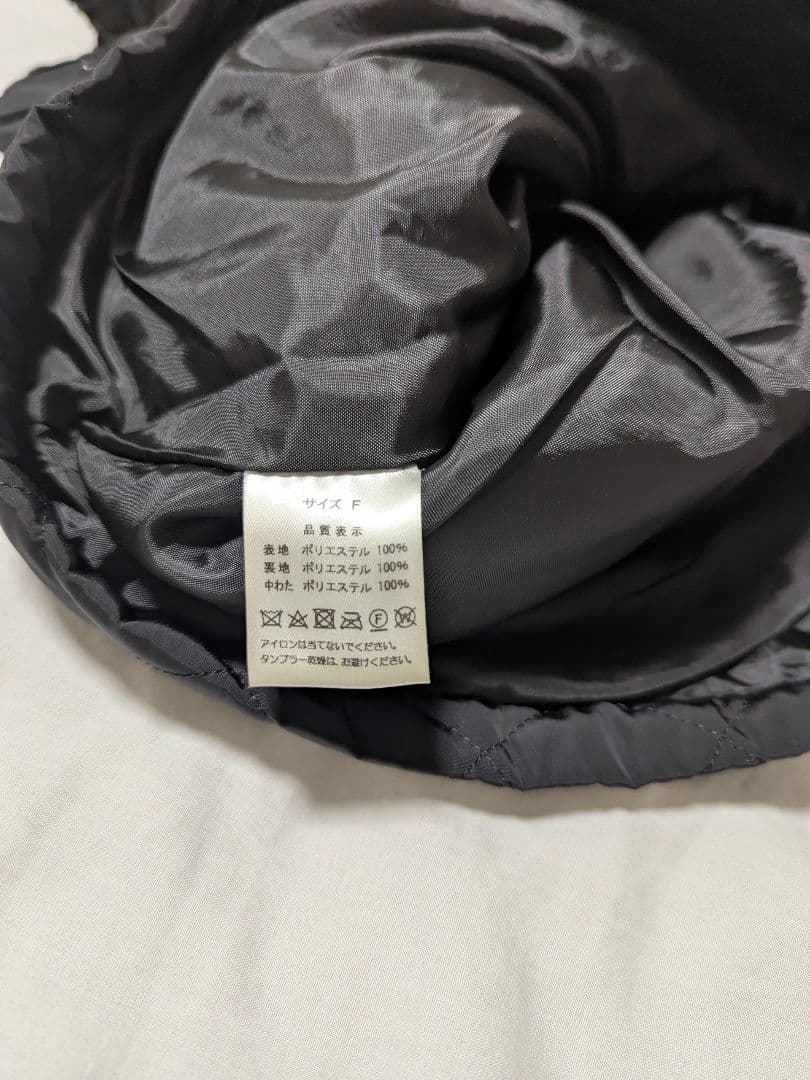 サイズ F
品質表示
表地 ポリエステル 100%
裏地 ポリエステル 100%
中わた ポリエステル 100%
F W
アイロンは当てないでください。
タンブラー乾燥は、お避けください。